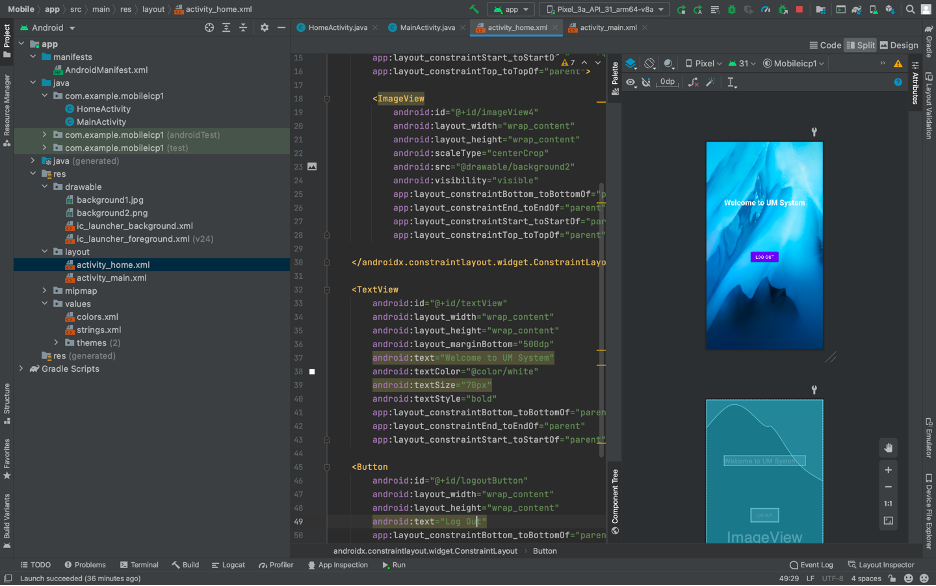 Mobile app src main res layout activity_home.xml
app
Pixel_3a_API_31_arm64-v8a
Android
HomeActivity.java
MainActivity.java
activity_home.xml
activity_main.xml
Code
Split
Design
Project
Resource Manager
Structure
Favorites
Build Variants
app
manifests
AndroidManifest.xml
java
com.example.mobileicp1
HomeActivity
MainActivity
com.example.mobileicp1 (androidTest)
com.example.mobileicp1 (test)
java (generated)
res
drawable
background1.jpg
background2.png
ic_launcher_background.xml
ic_launcher_foreground.xml (v24)
layout
activity_home.xml
activity_main.xml
mipmap
values
colors.xml
strings.xml
themes (2)
res (generated)
Gradle Scripts
7
15 app:layout_constraintStart_toStartO
16 app:layout_constraintTop_toTopOf="parent">
17
18 <ImageView
19 android:id="@+id/imageView4"
20 android:layout_width="wrap_content"
21 android:layout_height="wrap_content"
22 android:scaleType="centerCrop"
23 android:src="@drawable/background2"
24 android:visibility="visible"
25 app:layout_constraintBottom_toBottomOf="p
26 app:layout_constraintEnd_toEndOf="parent"
27 app:layout_constraintStart_toStartOf="par
28 app:layout_constraintTop_toTopOf="parent"
29
30 </androidx.constraintlayout.widget.ConstraintLayo
31
32 <TextView
33 android:id="@+id/textView"
34 android:layout_width="wrap_content"
35 android:layout_height="wrap_content"
36 android:layout_marginBottom="500dp"
37 android:text="Welcome to UM System"
38 android:textColor="@color/white"
39 android:textSize="70px"
40 android:textStyle="bold"
41 app:layout_constraintBottom_toBottomOf="paren
42 app:layout_constraintEnd_toEndOf="parent"
43 app:layout_constraintStart_toStartOf="parent"
44
45 <Button
46 android:id="@+id/logoutButton"
47 android:layout_width="wrap_content"
48 android:layout_height="wrap_content"
49 android:text="Log Out"
50 app:layout_constraintBottom_toBottomOf="paren
androidx.constraintlayout.widget.ConstraintLayout
Button
Palette
Component Tree
Pixel
31
Mobileicp1
0dp
Welcome to UM System
LOG OUT
Welcome to UM System
ImageView
1:1
Gradle
Layout Validation
Attributes
Emulator
Device File Explorer
TODO
Problems
Terminal
Build
Logcat
Profiler
App Inspection
Run
Event Log
Layout Inspector
Launch succeeded (36 minutes ago)
49:29
LF
UTF-8
4 spaces